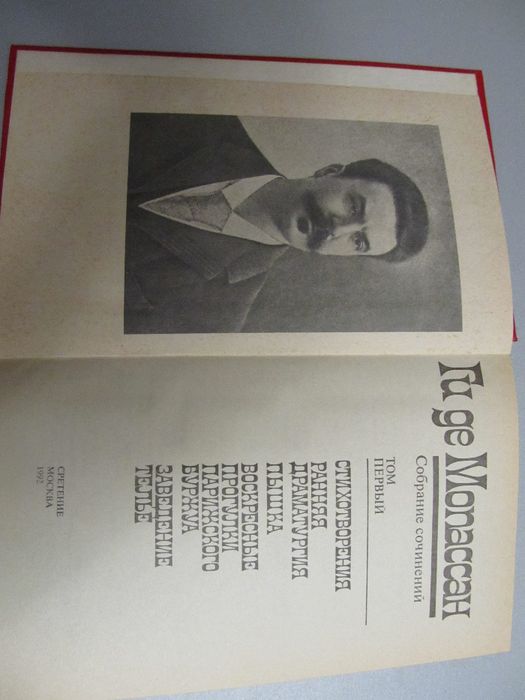 Ги де Мопассан
Собрание сочинений
ТОМ
ПЕРВЫЙ
СТИХОТВОРЕНИЯ
РАННЯЯ
ДРАМАТУРГИЯ
ПЫШКА
ВОСКРЕСНЫЕ
ПРОГУЛКИ
ПАРИЖСКОГО
БУРЖУА
ЗАВЕДЕНИЕ
ТЕЛЬЕ
СРЕТЕНИЕ
МОСКВА
1992